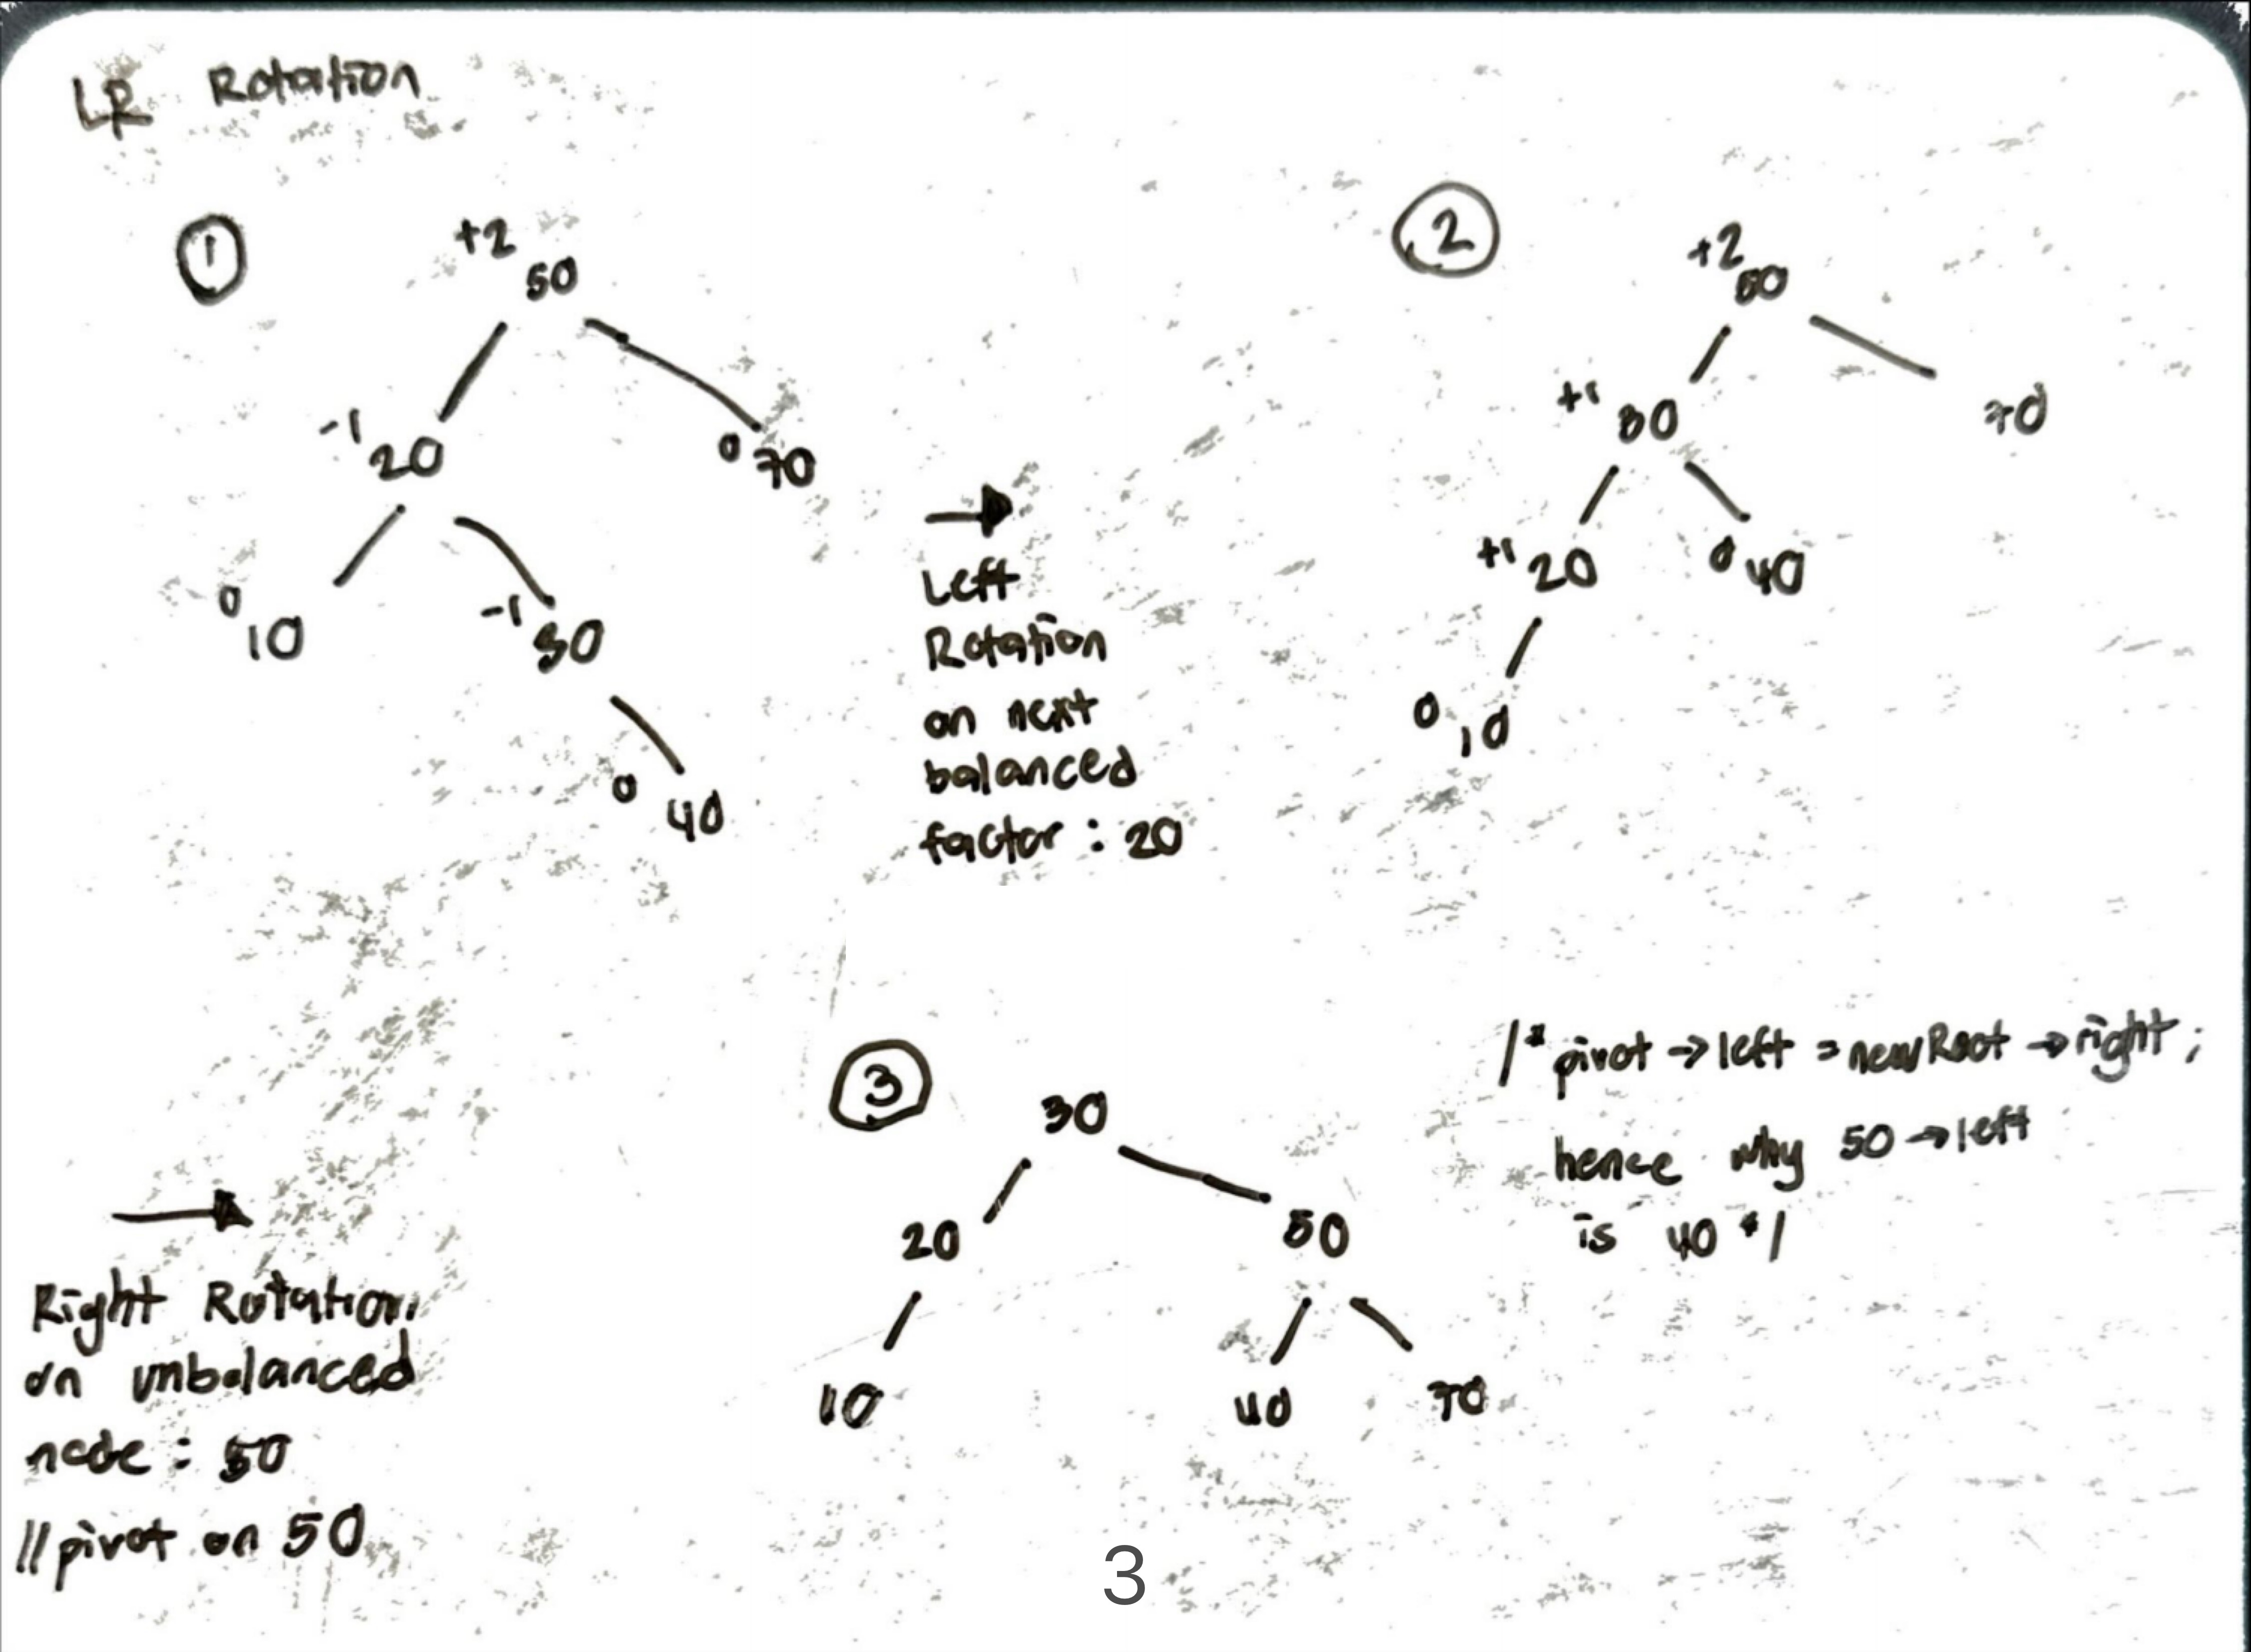 LR Rotation
1
+2
50
-1 20
0 70
0 10
-1 30
0 40
Left
Rotation
on next
balanced
factor : 20
2
+2 50
+1 30
70
+1 20
0 40
0 10
Right Rotation
on unbalanced
node : 50
// pivot on 50
3
30
20
50
10
40
70
/* pivot → left = newRoot → right ;
hence why 50 → left
is 40 */
3